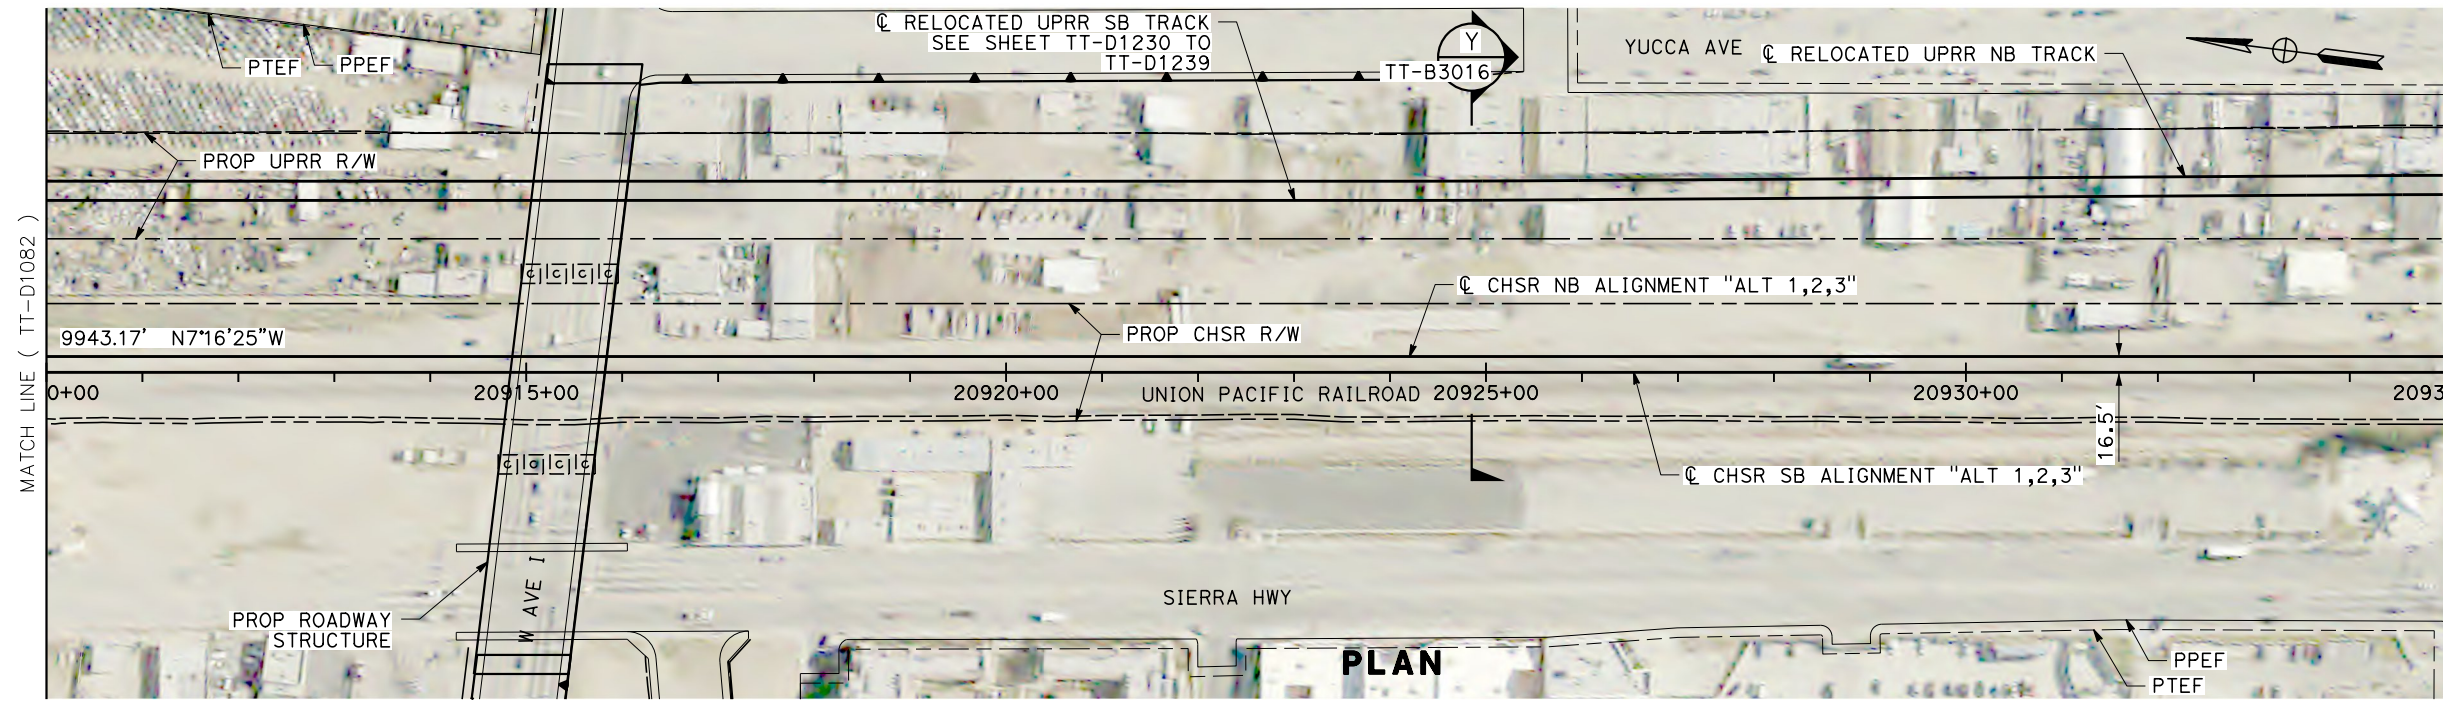 ℄ RELOCATED UPRR SB TRACK
SEE SHEET TT-D1230 TO
TT-D1239
Y
TT-B3016
YUCCA AVE
℄ RELOCATED UPRR NB TRACK
PTEF
PPEF
PROP UPRR R/W
MATCH LINE ( TT-D1082 )
C C C C
℄ CHSR NB ALIGNMENT "ALT 1,2,3"
9943.17' N7°16'25"W
PROP CHSR R/W
0+00
20915+00
20920+00
UNION PACIFIC RAILROAD
20925+00
20930+00
2093
16.5'
C O C C
℄ CHSR SB ALIGNMENT "ALT 1,2,3"
W AVE I
SIERRA HWY
PROP ROADWAY
STRUCTURE
PLAN
PPEF
PTEF